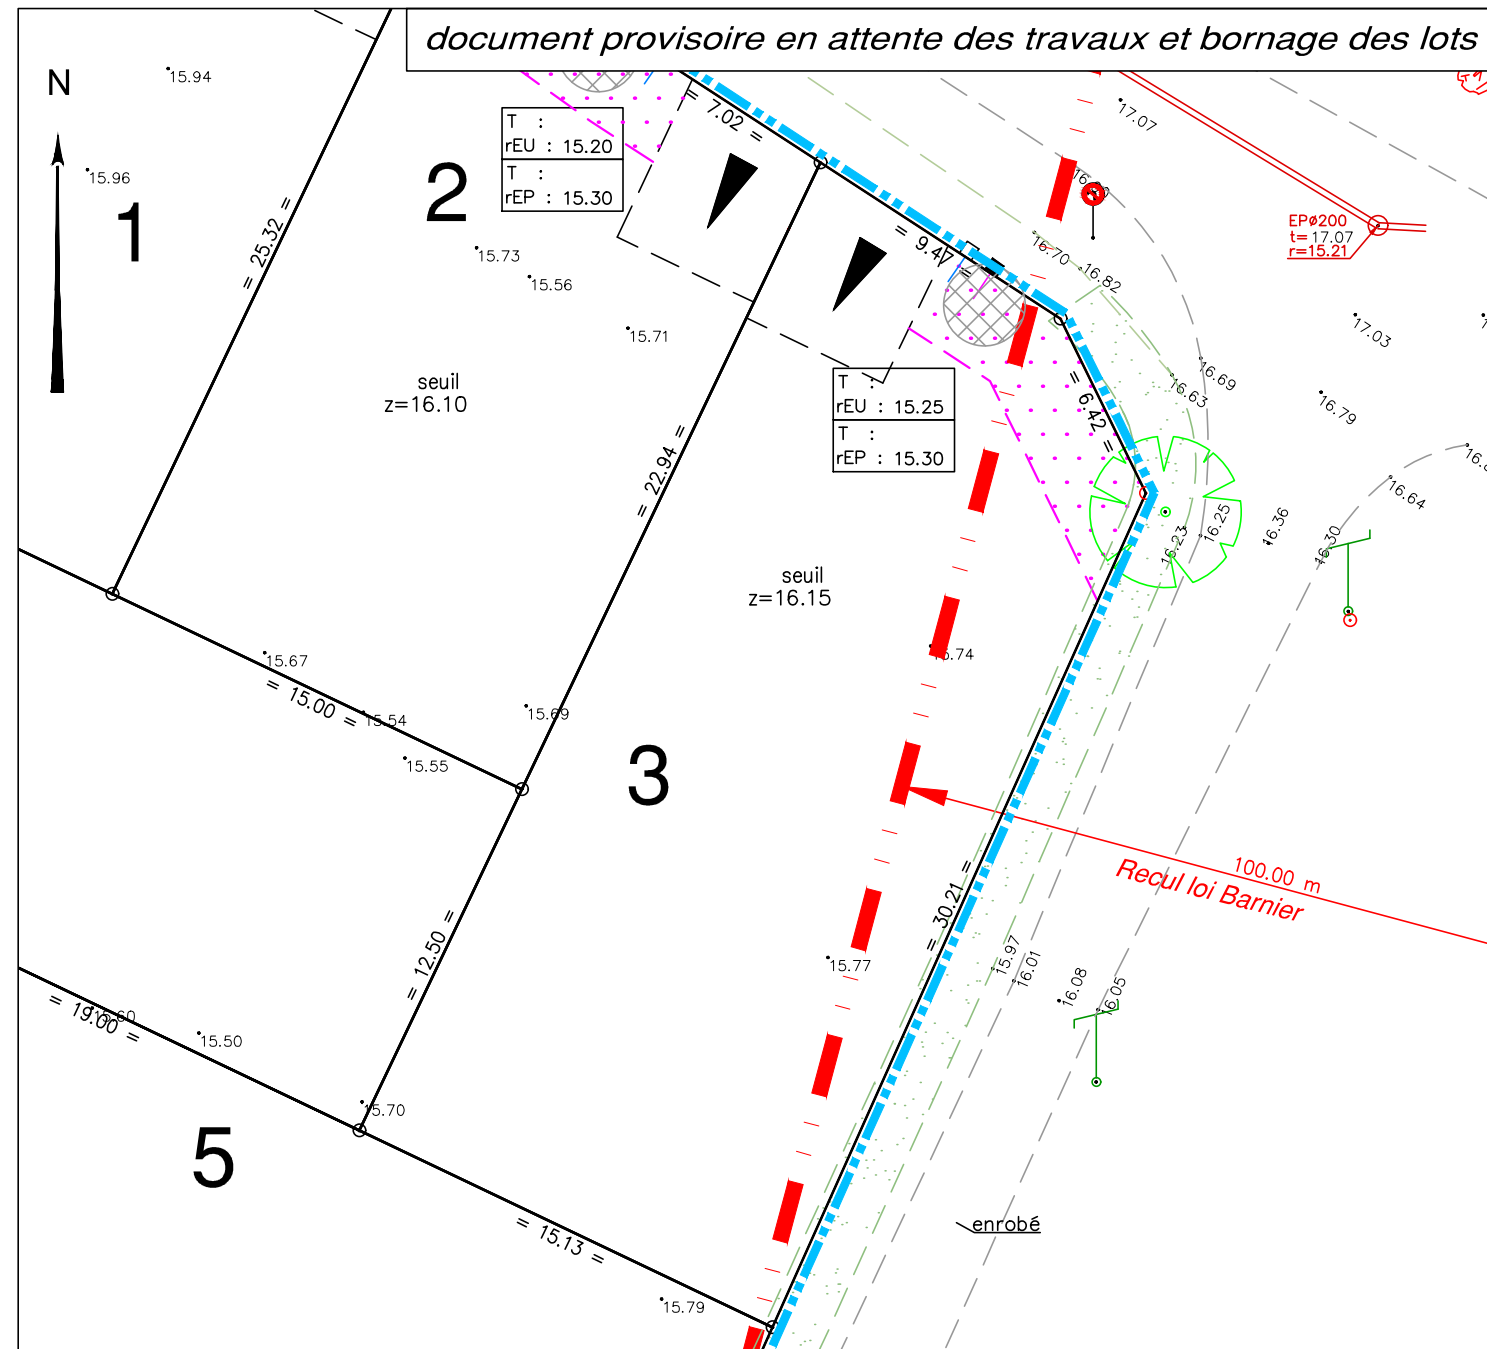 document provisoire en attente des travaux et bornage des lots
N
15.94
15.96
1
2
= 25.32 =
= 7.02 =
T :
rEU : 15.20
T :
rEP : 15.30
15.73
15.56
15.71
seuil
z=16.10
= 9.47 =
17.07
16.70
16.82
EPø200
t=17.07
r=15.21
17.03
16.69
16.63
16.79
16.64
T :
rEU : 15.25
T :
rEP : 15.30
= 6.42 =
= 22.94 =
16.23
16.25
16.36
16.30
seuil
z=16.15
15.74
15.67
= 15.00 =
15.54
15.69
15.55
3
100.00 m
Recul loi Barnier
= 30.21 =
= 12.50 =
15.77
15.97
16.01
16.08
16.05
= 19.00 =
15.60
15.50
15.70
5
= 15.13 =
enrobé
15.79